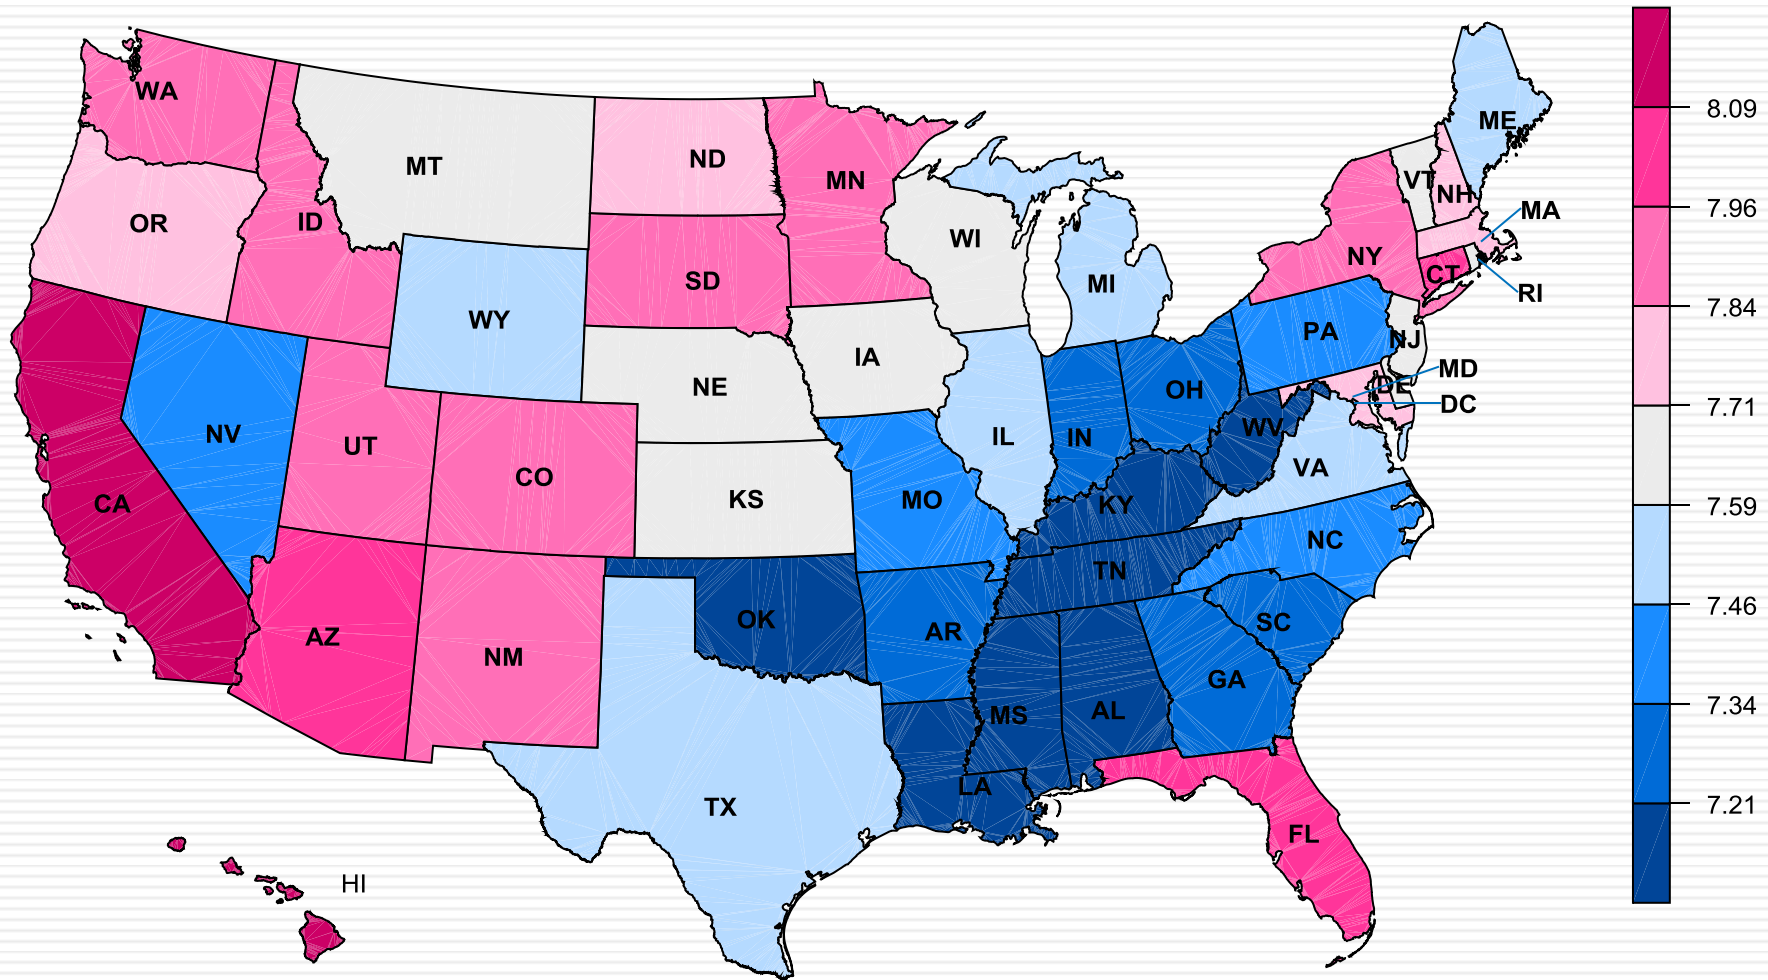 WA
MT
ND
MN
ME
OR
ID
SD
WI
VT
NH
MA
NY
CT
RI
WY
MI
IA
NE
PA
NJ
MD
DE
DC
OH
NV
UT
CO
KS
MO
IL
IN
WV
VA
CA
KY
NC
AZ
NM
OK
AR
TN
SC
GA
MS
AL
TX
LA
FL
HI
8.09
7.96
7.84
7.71
7.59
7.46
7.34
7.21